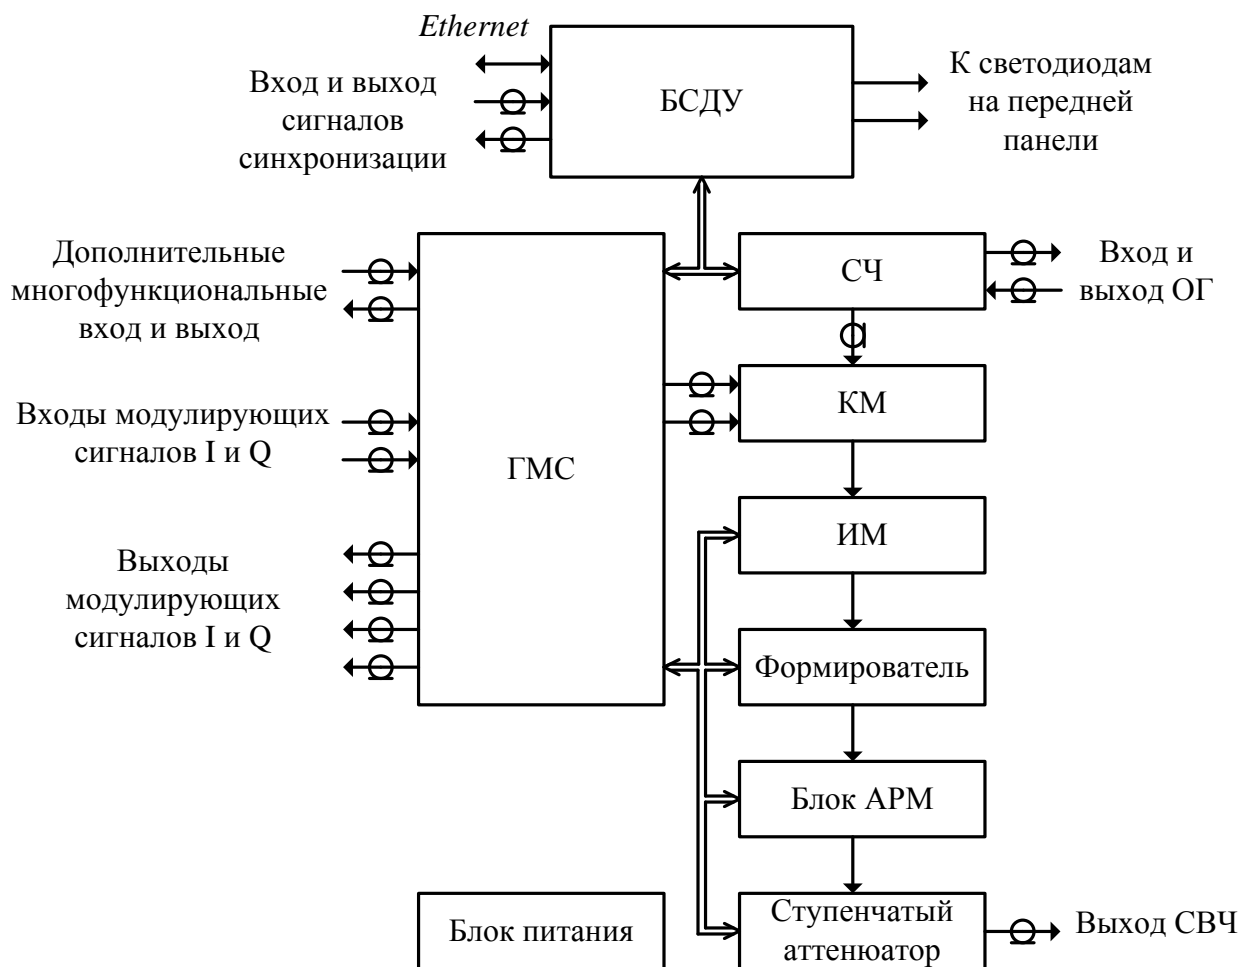 Ethernet
Вход и выход
сигналов
синхронизации
БСДУ
К светодиодам
на передней
панели
Дополнительные
многофункциональные
вход и выход
СЧ
Вход и
выход ОГ
КМ
Входы модулирующих
сигналов I и Q
ГМС
ИМ
Выходы
модулирующих
сигналов I и Q
Формирователь
Блок АРМ
Блок питания
Ступенчатый
аттенюатор
Выход СВЧ